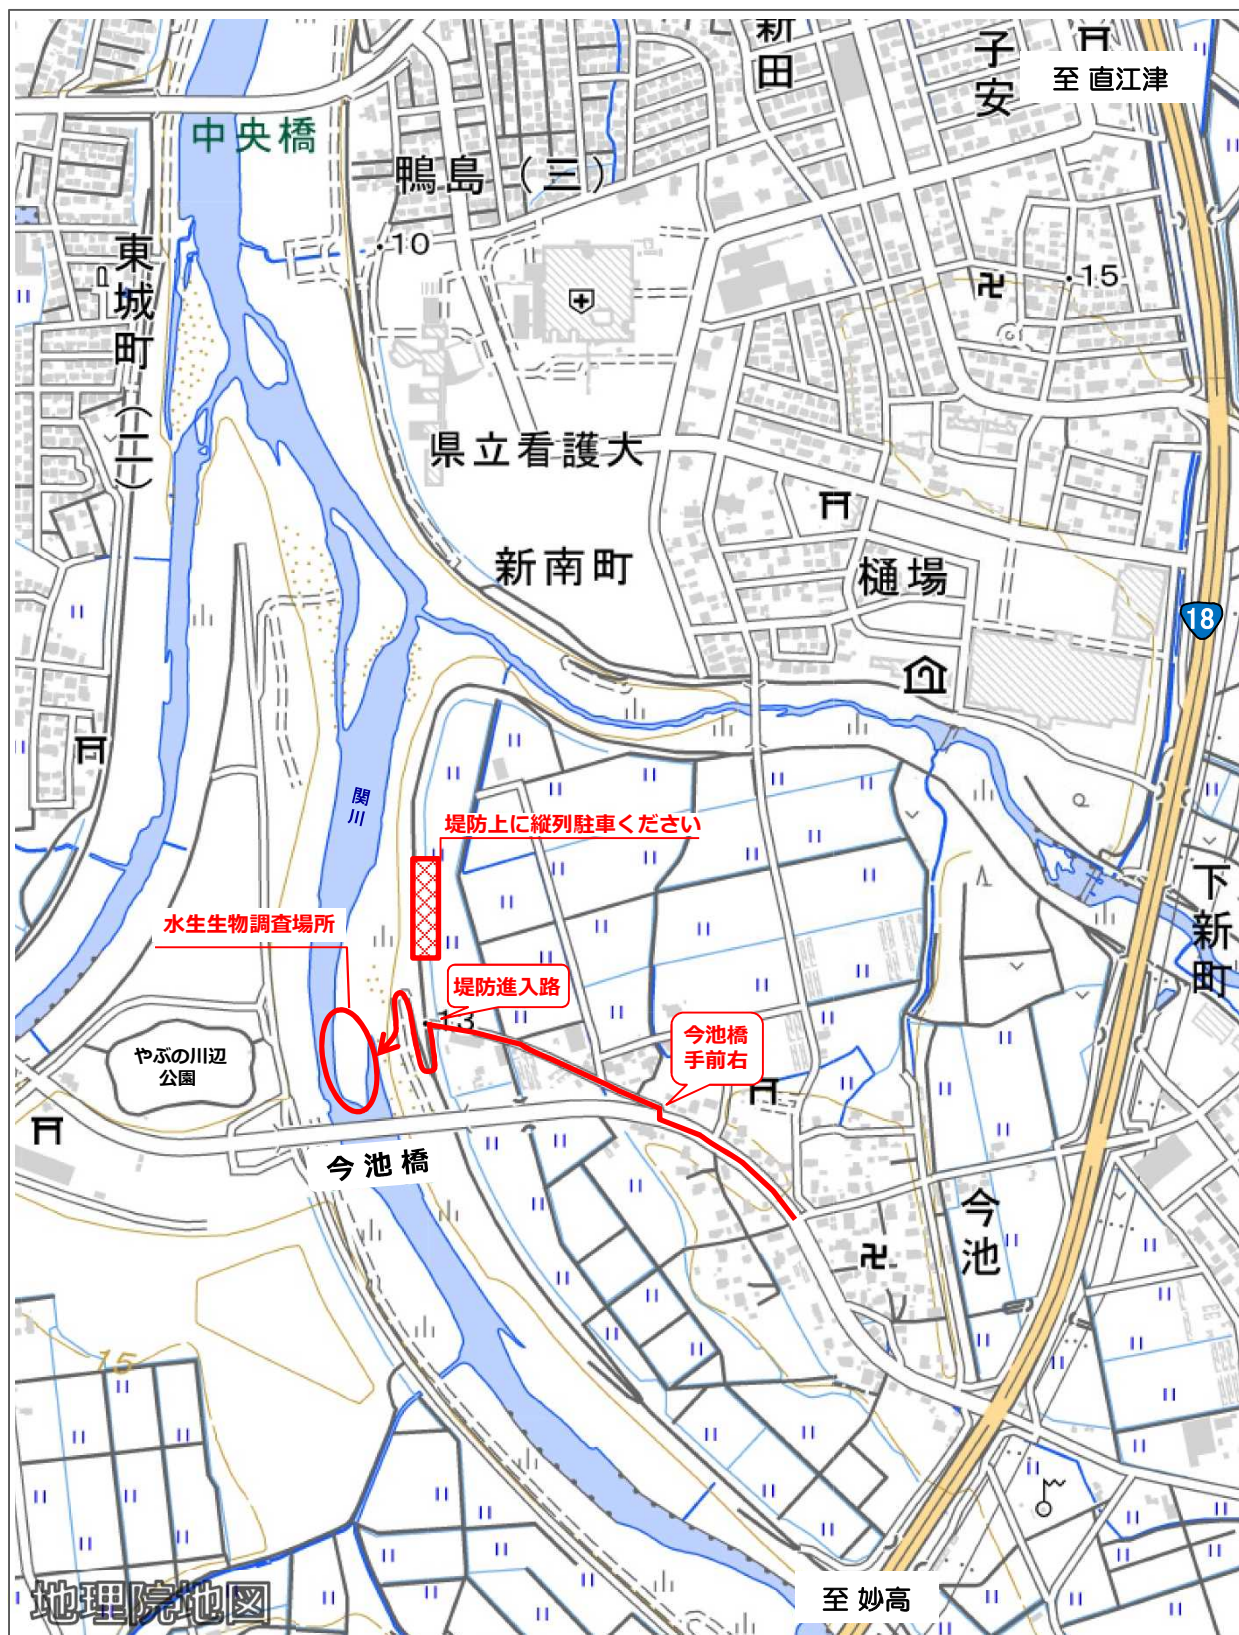 新田
子安
至 直江津
中央橋
鴨島(三)
10
東城町(二)
15
県立看護大
新南町
樋場
18
関川
堤防上に縦列駐車ください
水生生物調査場所
下新町
堤防進入路
13
今池橋
手前右
やぶの川辺
公園
今池橋
今池
15
地理院地図
至 妙高